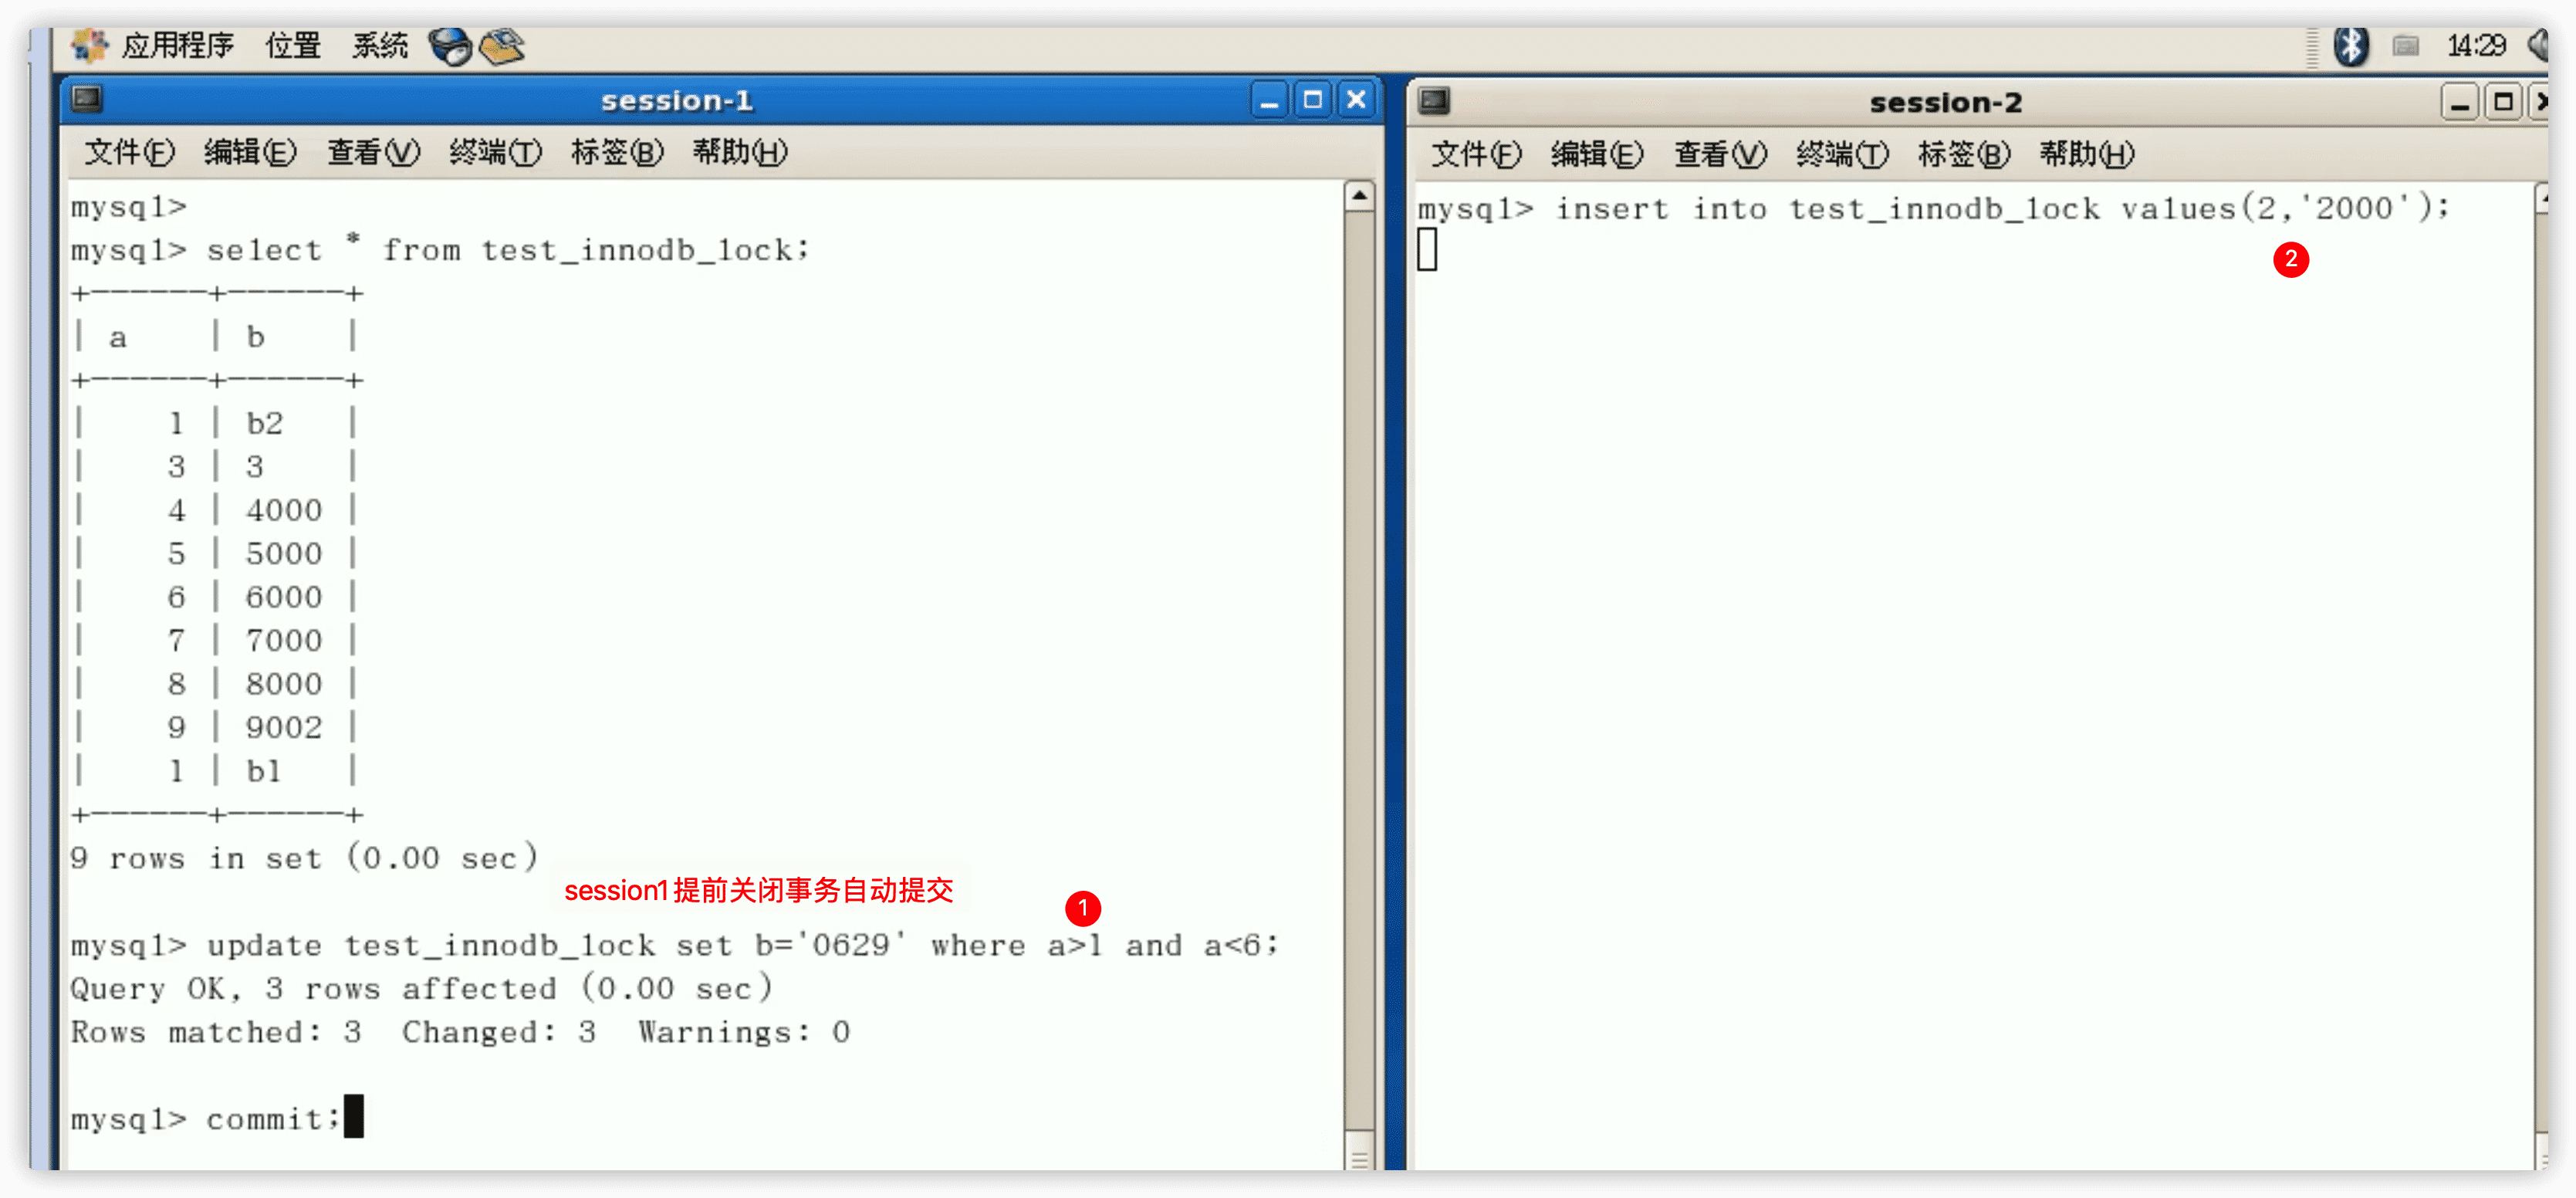 应用程序 位置 系统 14:29
session-1
文件(F) 编辑(E) 查看(V) 终端(T) 标签(B) 帮助(H)
mysql>
mysql> select * from test_innodb_lock;
+------+------+
| a | b |
+------+------+
| 1 | b2 |
| 3 | 3 |
| 4 | 4000 |
| 5 | 5000 |
| 6 | 6000 |
| 7 | 7000 |
| 8 | 8000 |
| 9 | 9002 |
| 1 | b1 |
+------+------+
9 rows in set (0.00 sec)
session1提前关闭事务自动提交
1
mysql> update test_innodb_lock set b='0629' where a>1 and a<6;
Query OK, 3 rows affected (0.00 sec)
Rows matched: 3 Changed: 3 Warnings: 0
mysql> commit;
session-2
文件(F) 编辑(E) 查看(V) 终端(T) 标签(B) 帮助(H)
mysql> insert into test_innodb_lock values(2,'2000');
2